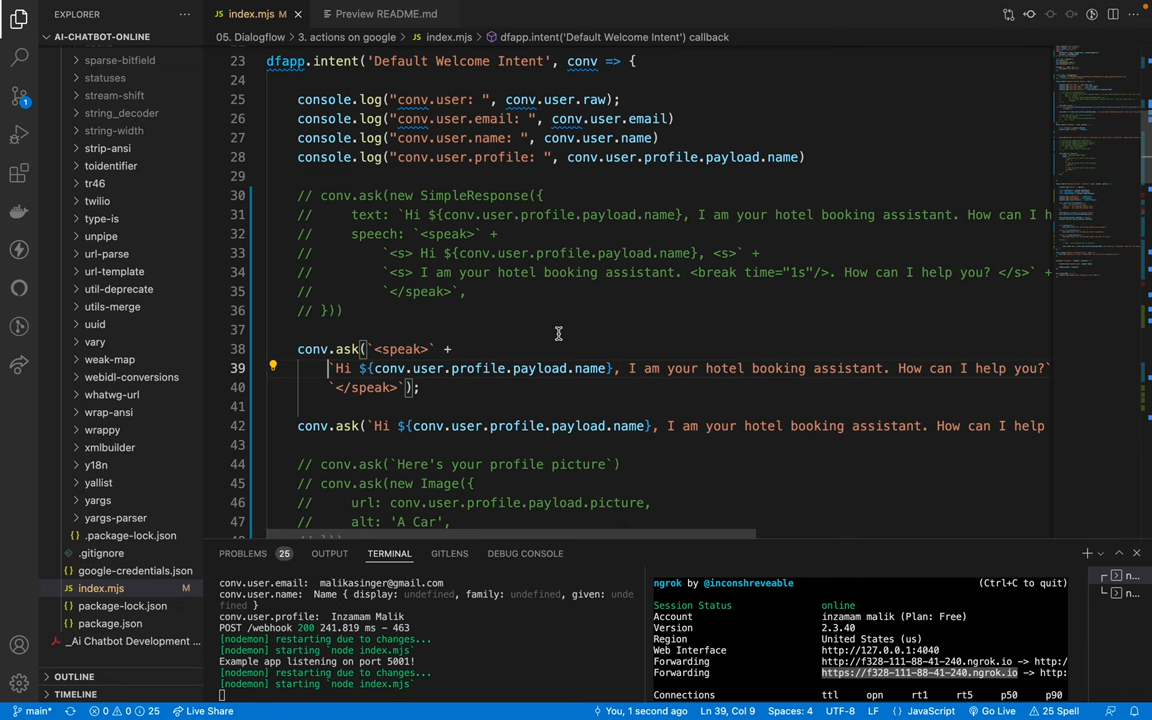 EXPLORER
index.mjs M
Preview README.md
AI-CHATBOT-ONLINE
05. Dialogflow > 3. actions on google > index.mjs > dfapp.intent('Default Welcome Intent') callback
sparse-bitfield
statuses
stream-shift
string_decoder
string-width
strip-ansi
toidentifier
tr46
twilio
type-is
unpipe
url-parse
url-template
url-deprecate
utils-merge
uuid
vary
weak-map
webidl-conversions
whatwg-url
wrap-ansi
wrappy
xmlbuilder
y18n
yallist
yargs
yargs-parser
.package-lock.json
.gitignore
google-credentials.json
index.mjs M
package-lock.json
package.json
_Ai Chatbot Development ...
OUTLINE
TIMELINE
23 dfapp.intent('Default Welcome Intent', conv => {
24
25 console.log("conv.user: ", conv.user.raw);
26 console.log("conv.user.email: ", conv.user.email)
27 console.log("conv.user.name: ", conv.user.name)
28 console.log("conv.user.profile: ", conv.user.profile.payload.name)
29
30 // conv.ask(new SimpleResponse({
31 //     text: `Hi ${conv.user.profile.payload.name}, I am your hotel booking assistant. How can I h
32 //     speech: `<speak>` +
33 //         `<s> Hi ${conv.user.profile.payload.name}, <s>` +
34 //         `<s> I am your hotel booking assistant. <break time="1s"/>. How can I help you? </s>` +
35 //         `</speak>`,
36 // }))
37
38 conv.ask(`<speak>` +
39 `Hi ${conv.user.profile.payload.name}, I am your hotel booking assistant. How can I help you?`
40 `</speak>`);
41
42 conv.ask(`Hi ${conv.user.profile.payload.name}, I am your hotel booking assistant. How can I help
43
44 // conv.ask(`Here's your profile picture`)
45 // conv.ask(new Image({
46 //     url: conv.user.profile.payload.picture,
47 //     alt: 'A Car',
PROBLEMS 25 OUTPUT TERMINAL GITLENS DEBUG CONSOLE
conv.user.email:  malikasinger@gmail.com
conv.user.name:  Name { display: undefined, family: undefined, given: unde
fined }
conv.user.profile:  Inzamam Malik
POST /webhook 200 241.819 ms - 463
[nodemon] restarting due to changes...
[nodemon] starting `node index.mjs`
Example app listening on port 5001!
[nodemon] restarting due to changes...
[nodemon] starting `node index.mjs`
ngrok by @inconshreveable (Ctrl+C to quit)
Session Status online
Account inzamam malik (Plan: Free)
Version 2.3.40
Region United States (us)
Web Interface http://127.0.0.1:4040
Forwarding http://f328-111-88-41-240.ngrok.io -> http:/
Forwarding https://f328-111-88-41-240.ngrok.io -> http:
Connections ttl opn rt1 rt5 p50 p90
n...
n...
main* 0 0 25 Live Share You, 1 second ago Ln 39, Col 9 Spaces: 4 UTF-8 LF JavaScript Go Live 25 Spell